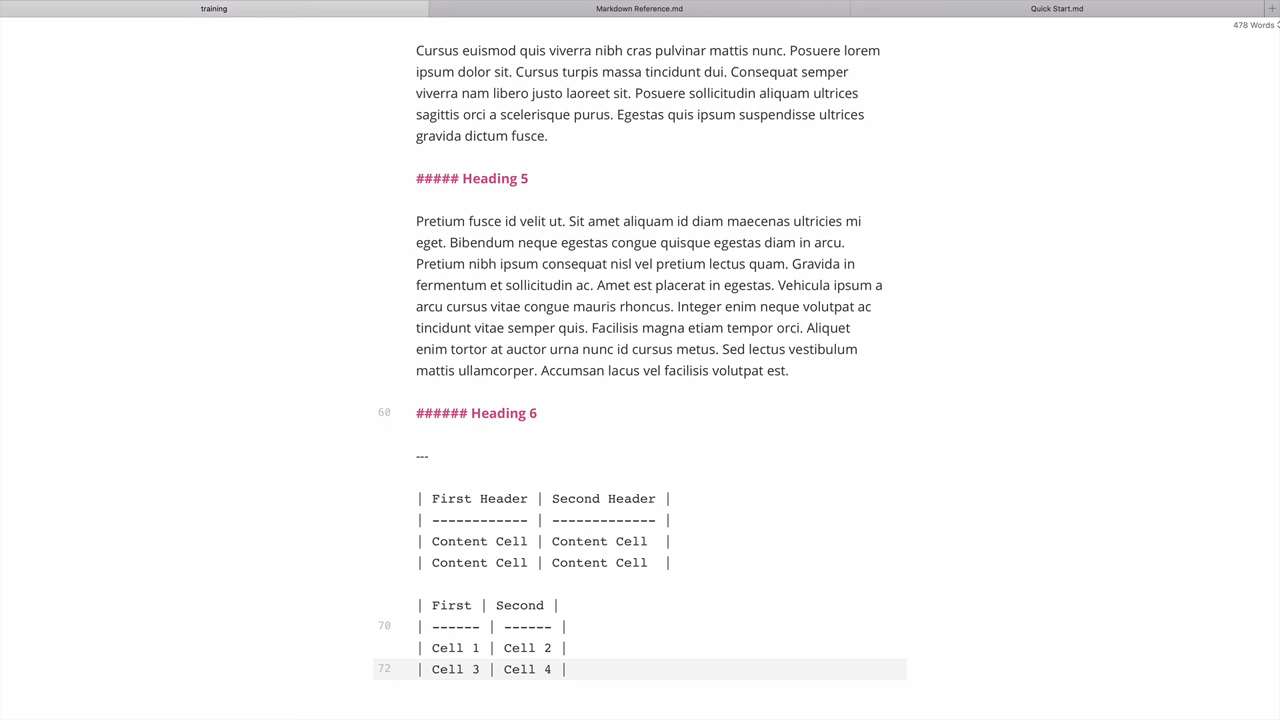 training
Markdown Reference.md
Quick Start.md
+
478 Words
Cursus euismod quis viverra nibh cras pulvinar mattis nunc. Posuere lorem
ipsum dolor sit. Cursus turpis massa tincidunt dui. Consequat semper
viverra nam libero justo laoreet sit. Posuere sollicitudin aliquam ultrices
sagittis orci a scelerisque purus. Egestas quis ipsum suspendisse ultrices
gravida dictum fusce.
##### Heading 5
Pretium fusce id velit ut. Sit amet aliquam id diam maecenas ultricies mi
eget. Bibendum neque egestas congue quisque egestas diam in arcu.
Pretium nibh ipsum consequat nisl vel pretium lectus quam. Gravida in
fermentum et sollicitudin ac. Amet est placerat in egestas. Vehicula ipsum a
arcu cursus vitae congue mauris rhoncus. Integer enim neque volutpat ac
tincidunt vitae semper quis. Facilisis magna etiam tempor orci. Aliquet
enim tortor at auctor urna nunc id cursus metus. Sed lectus vestibulum
mattis ullamcorper. Accumsan lacus vel facilisis volutpat est.
60 ###### Heading 6
---
| First Header | Second Header |
| ------------ | ------------- |
| Content Cell | Content Cell  |
| Content Cell | Content Cell  |
| First | Second |
70 | ------ | ------ |
| Cell 1 | Cell 2 |
72 | Cell 3 | Cell 4 |